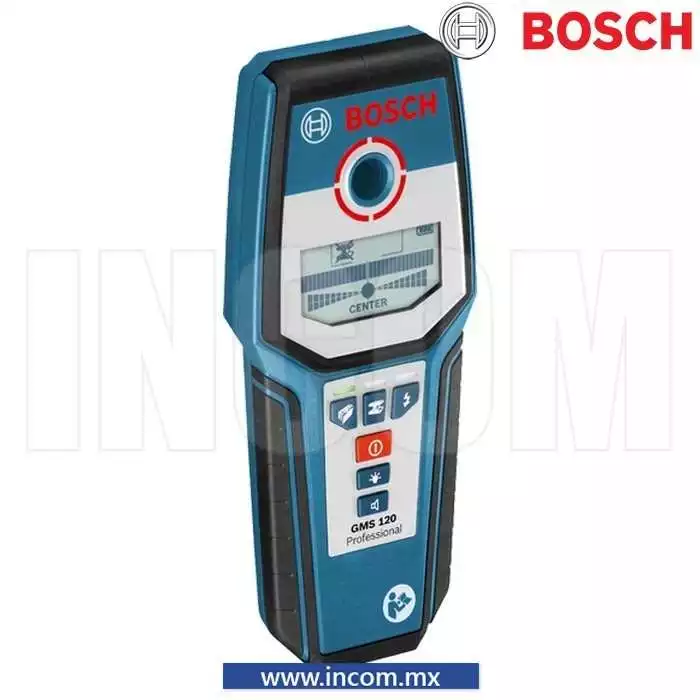 BOSCH
BOSCH
CENTER
INCOM
GMS 120
Professional
www.incom.mx